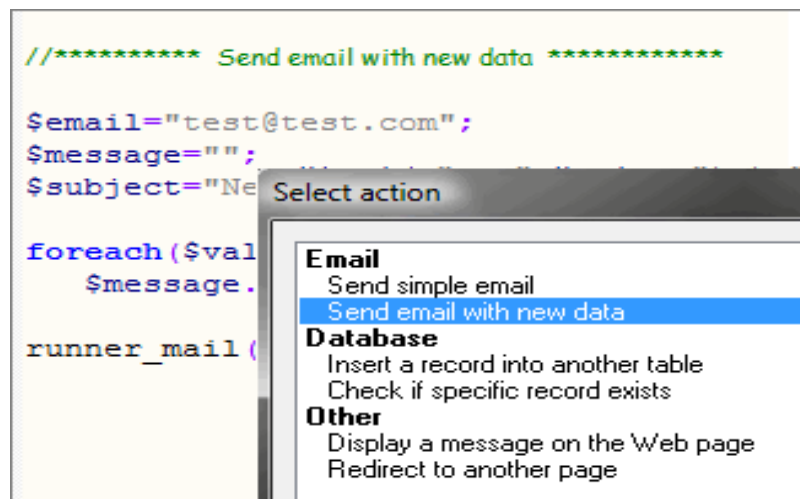 //********** Send email with new data ************
$email="test@test.com";
$message="";
$subject="Ne
foreach($val
$message.
runner_mail(
Select action
Email
Send simple email
Send email with new data
Database
Insert a record into another table
Check if specific record exists
Other
Display a message on the Web page
Redirect to another page